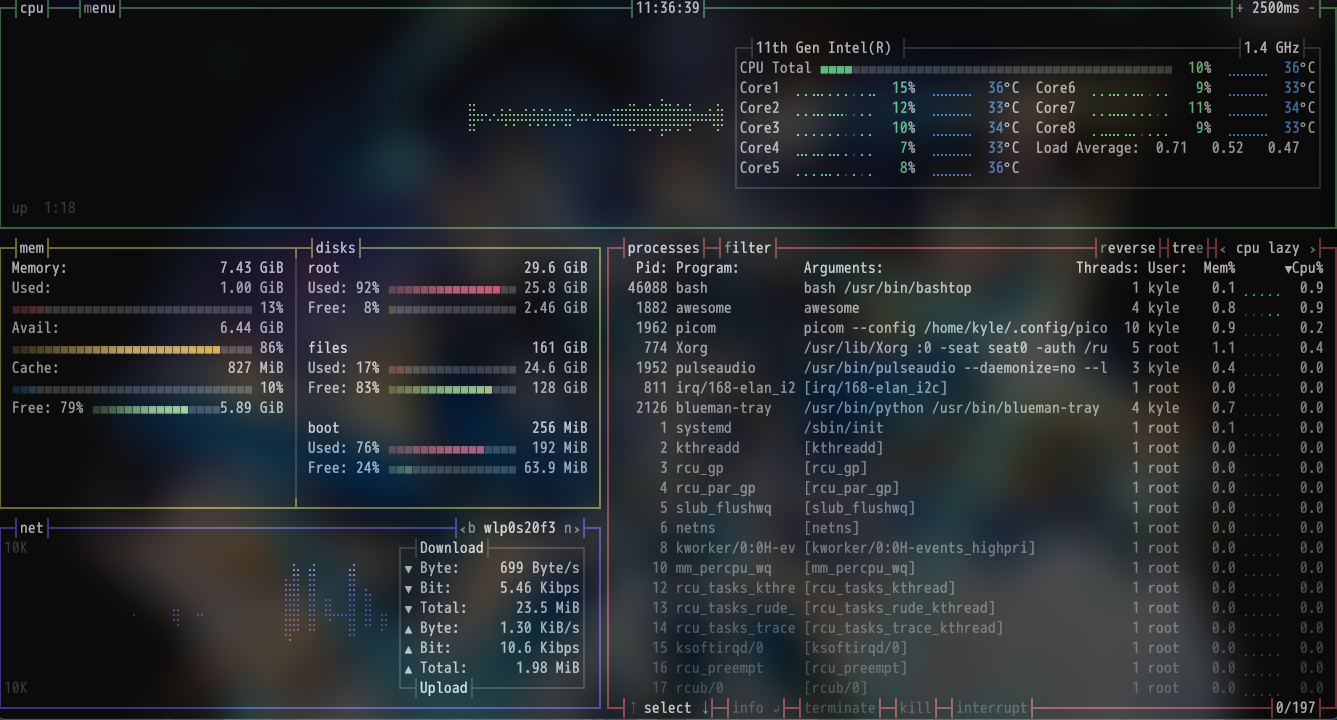 cpu menu 11:36:39 + 2500ms -
11th Gen Intel(R) 1.4 GHz
CPU Total 10% 36°C
Core1 15% 36°C Core6 9% 33°C
Core2 12% 33°C Core7 11% 34°C
Core3 10% 34°C Core8 9% 33°C
Core4 7% 33°C Load Average: 0.71 0.52 0.47
Core5 8% 36°C
up 1:18
mem
Memory: 7.43 GiB
Used: 1.00 GiB
13%
Avail: 6.44 GiB
86%
Cache: 827 MiB
10%
Free: 79% 5.89 GiB
disks
root 29.6 GiB
Used: 92% 25.8 GiB
Free: 8% 2.46 GiB
files 161 GiB
Used: 17% 24.6 GiB
Free: 83% 128 GiB
boot 256 MiB
Used: 76% 192 MiB
Free: 24% 63.9 MiB
net ‹b wlp0s20f3 n›
10K
10K
Download
▼ Byte: 699 Byte/s
▼ Bit: 5.46 Kibps
▼ Total: 23.5 MiB
▲ Byte: 1.30 KiB/s
▲ Bit: 10.6 Kibps
▲ Total: 1.98 MiB
Upload
processes filter reverse tree ‹ cpu lazy ›
Pid: Program: Arguments: Threads: User: Mem% ▼Cpu%
46088 bash bash /usr/bin/bashtop 1 kyle 0.1 0.9
1882 awesome awesome 4 kyle 0.8 0.9
1962 picom picom --config /home/kyle/.config/pico 10 kyle 0.9 0.2
774 Xorg /usr/lib/Xorg :0 -seat seat0 -auth /ru 5 root 1.1 0.4
1952 pulseaudio /usr/bin/pulseaudio --daemonize=no --l 3 kyle 0.4 0.0
811 irq/168-elan_i2 [irq/168-elan_i2c] 1 root 0.0 0.0
2126 blueman-tray /usr/bin/python /usr/bin/blueman-tray 4 kyle 0.7 0.0
1 systemd /sbin/init 1 root 0.1 0.0
2 kthreadd [kthreadd] 1 root 0.0 0.0
3 rcu_gp [rcu_gp] 1 root 0.0 0.0
4 rcu_par_gp [rcu_par_gp] 1 root 0.0 0.0
5 slub_flushwq [slub_flushwq] 1 root 0.0 0.0
6 netns [netns] 1 root 0.0 0.0
8 kworker/0:0H-ev [kworker/0:0H-events_highpri] 1 root 0.0 0.0
10 mm_percpu_wq [mm_percpu_wq] 1 root 0.0 0.0
12 rcu_tasks_kthre [rcu_tasks_kthread] 1 root 0.0 0.0
13 rcu_tasks_rude_ [rcu_tasks_rude_kthread] 1 root 0.0 0.0
14 rcu_tasks_trace [rcu_tasks_trace_kthread] 1 root 0.0 0.0
15 ksoftirqd/0 [ksoftirqd/0] 1 root 0.0 0.0
16 rcu_preempt [rcu_preempt] 1 root 0.0 0.0
17 rcub/0 [rcub/0] 1 root 0.0 0.0
↑ select ↓ info ↲ terminate kill interrupt 0/197